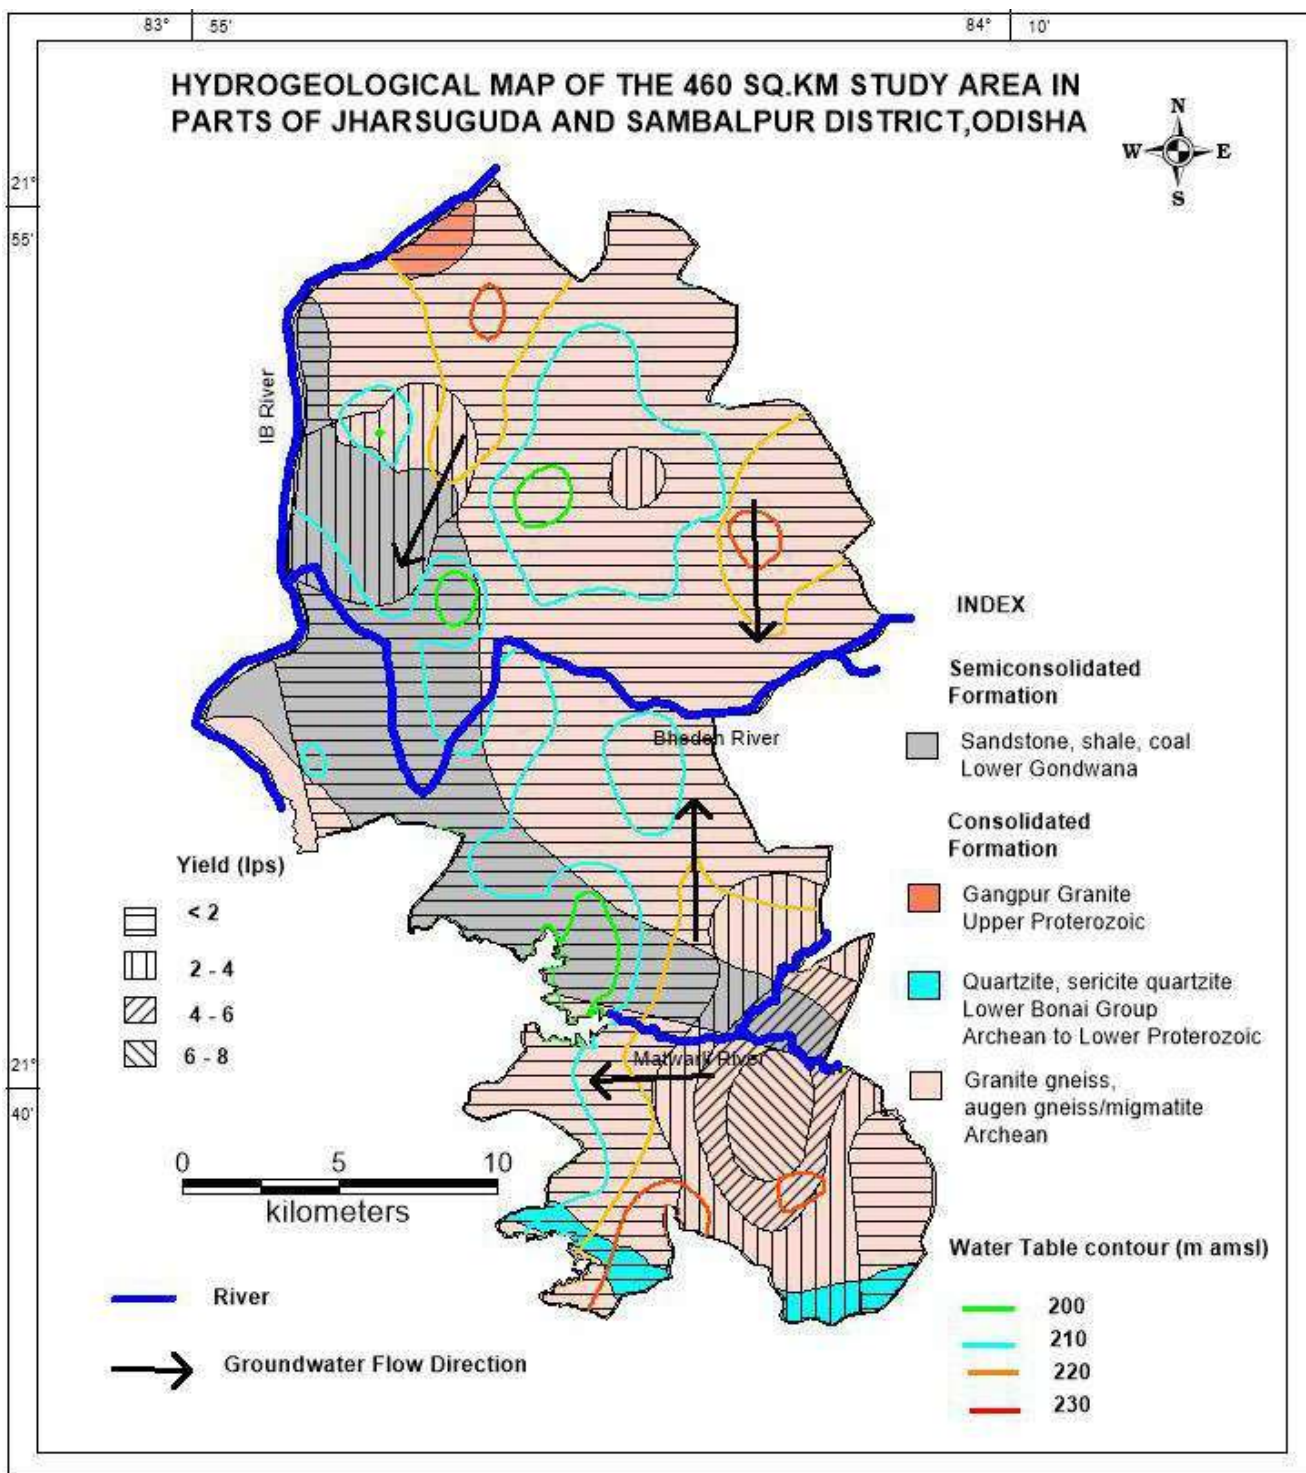 83° 55' 84° 10'
HYDROGEOLOGICAL MAP OF THE 460 SQ.KM STUDY AREA IN
PARTS OF JHARSUGUDA AND SAMBALPUR DISTRICT,ODISHA
N
W E
S
21°
55'
IB River
INDEX
Semiconsolidated
Formation
Bheden River
Sandstone, shale, coal
Lower Gondwana
Consolidated
Formation
Yield (lps)
< 2
2 - 4
4 - 6
6 - 8
Gangpur Granite
Upper Proterozoic
Quartzite, sericite quartzite
Lower Bonai Group
Archean to Lower Proterozoic
Matwarli River
21°
40'
Granite gneiss,
augen gneiss/migmatite
Archean
0 5 10
kilometers
Water Table contour (m amsl)
River
200
210
Groundwater Flow Direction
220
230